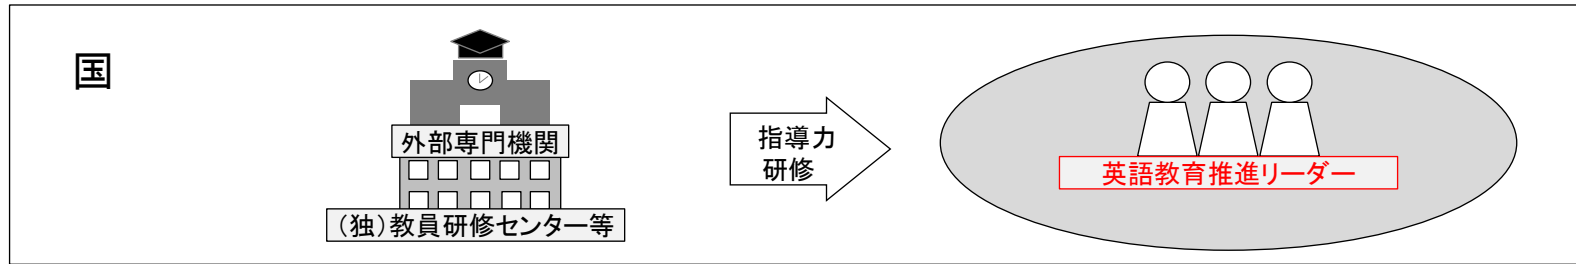 国
外部専門機関
(独)教員研修センター等
指導力
研修
英語教育推進リーダー